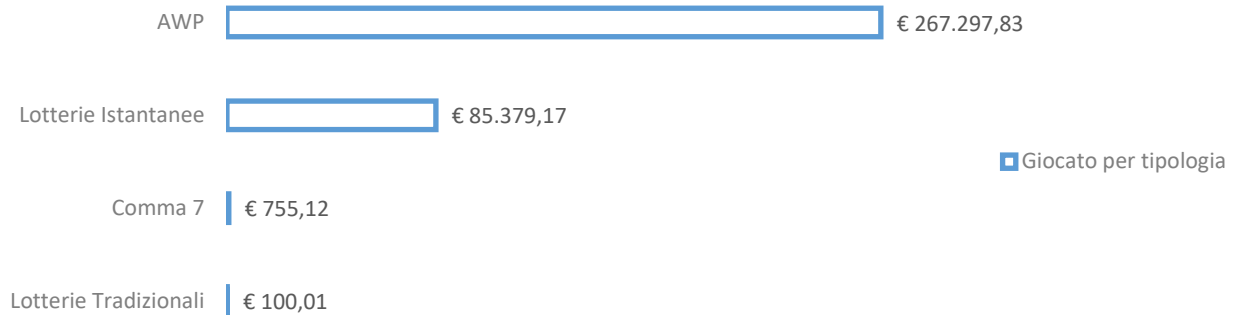 AWP € 267.297,83
Lotterie Istantanee € 85.379,17
Giocato per tipologia
Comma 7 € 755,12
Lotterie Tradizionali € 100,01